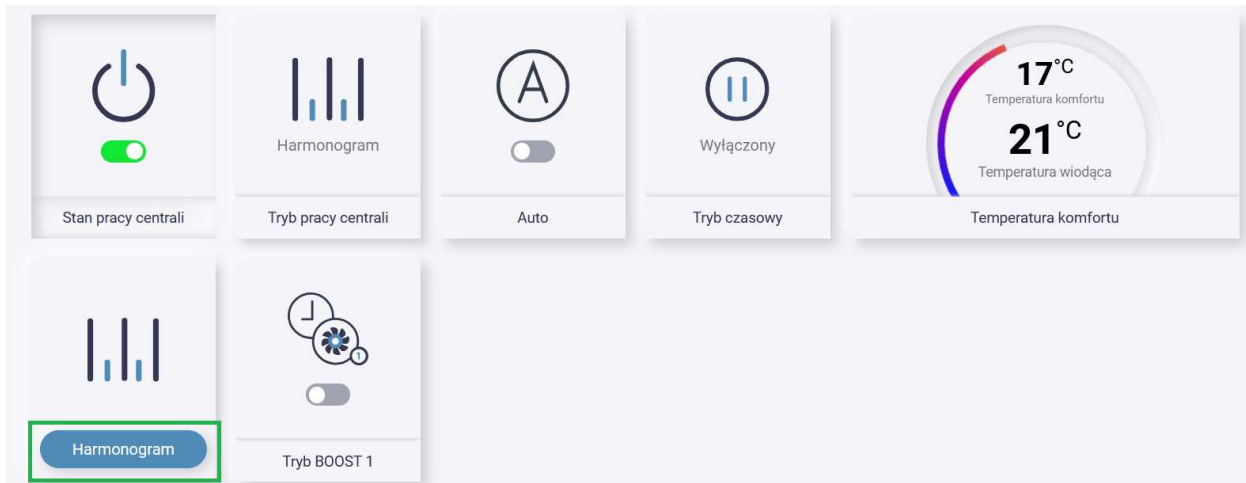 Harmonogram
Wyłączony
17°C
Temperatura komfortu
21°C
Temperatura wiodąca
Stan pracy centrali
Tryb pracy centrali
A
Auto
Tryb czasowy
Temperatura komfortu
Harmonogram
1
Tryb BOOST 1